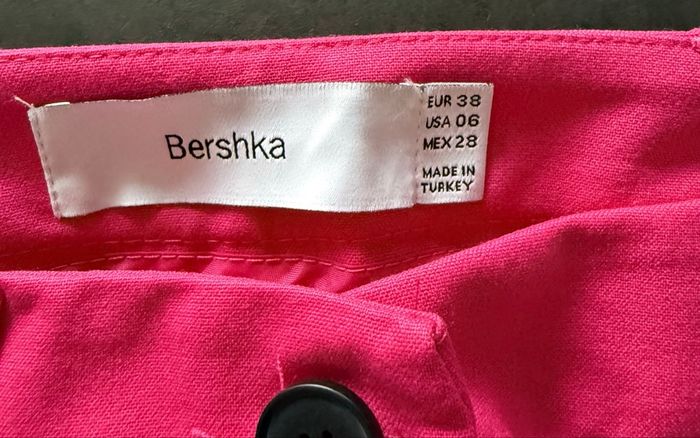 Bershka
EUR 38
USA 06
MEX 28
MADE IN
TURKEY